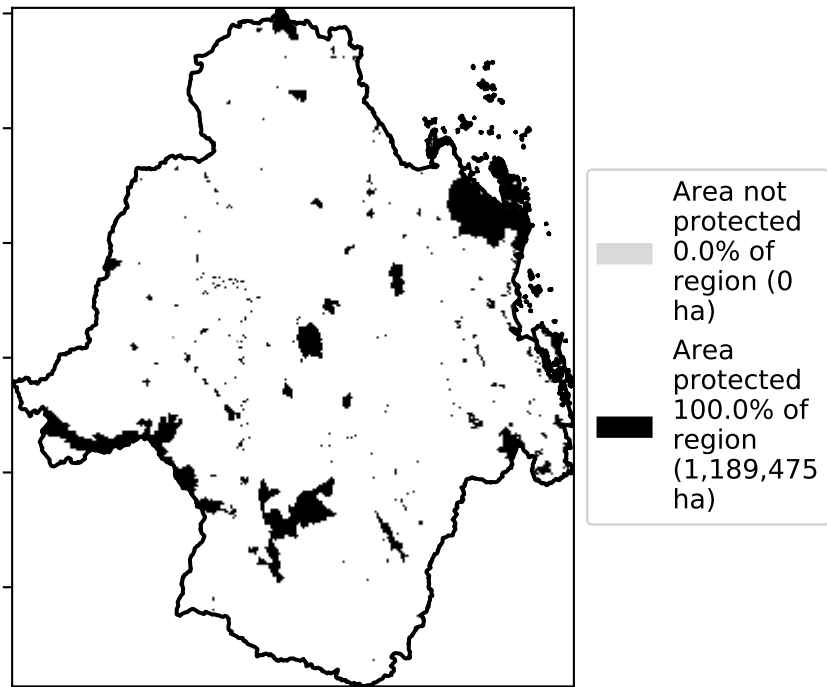 Area not
protected
0.0% of
region (0
ha)
Area
protected
100.0% of
region
(1,189,475
ha)